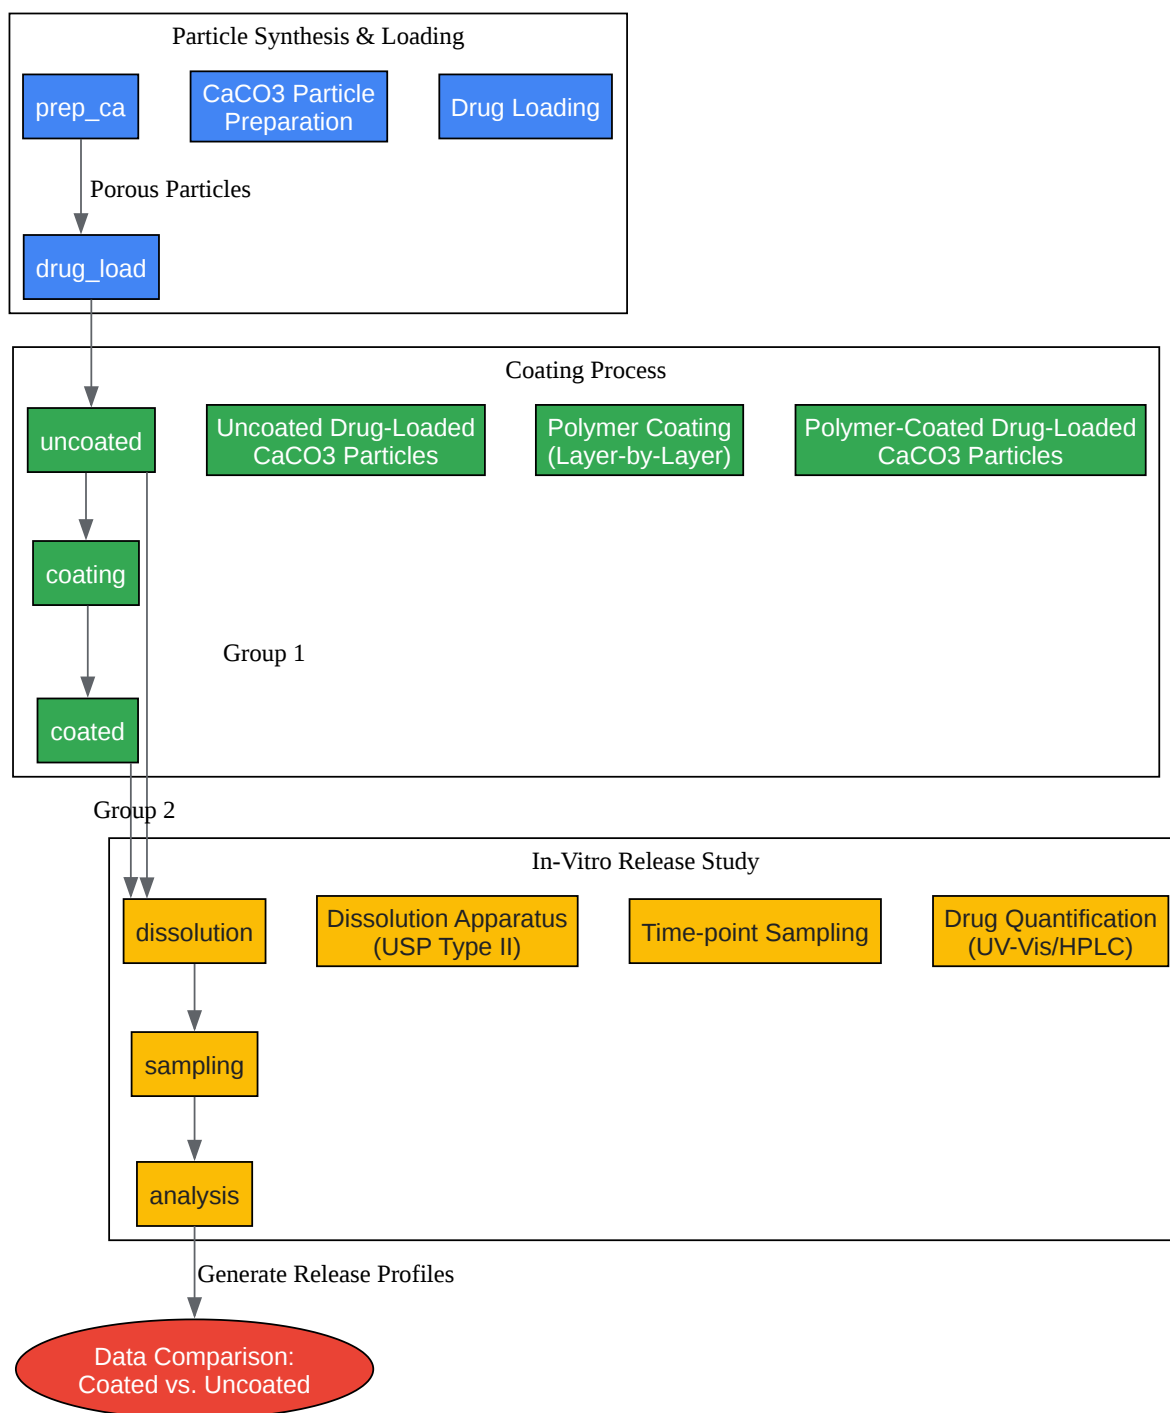 Particle Synthesis & Loading
prep_ca
CaCO3 Particle
Preparation
Drug Loading
Porous Particles
drug_load
Coating Process
uncoated
Uncoated Drug-Loaded
CaCO3 Particles
Polymer Coating
(Layer-by-Layer)
Polymer-Coated Drug-Loaded
CaCO3 Particles
coating
Group 1
coated
Group 2
In-Vitro Release Study
dissolution
Dissolution Apparatus
(USP Type II)
Time-point Sampling
Drug Quantification
(UV-Vis/HPLC)
sampling
analysis
Generate Release Profiles
Data Comparison:
Coated vs. Uncoated